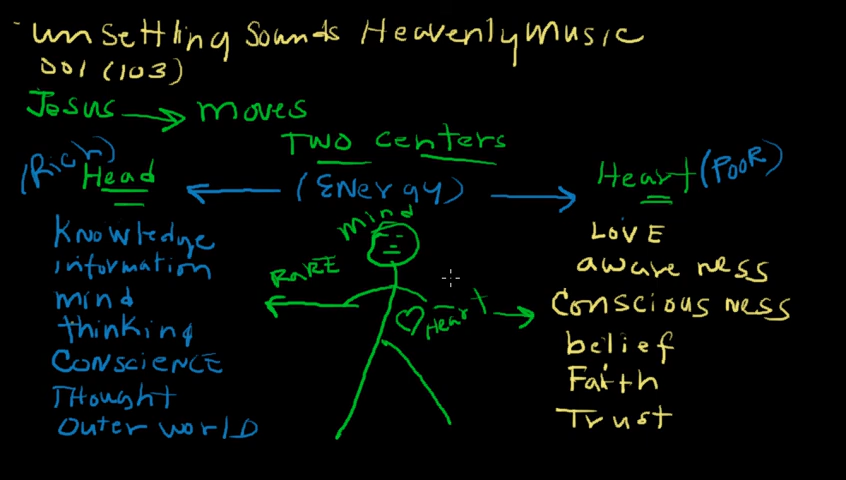 unsettling Sounds Heavenly Music
001 (103)
Jesus → moves
Two centers
(Rich) Head ← (Energy) → Heart (POOR)
Knowledge
information
mind
thinking
CONSCIENCE
THought
Outer WORLD
mind
RARE
Heart
LOVE
awareness
Consciousness
belief
Faith
Trust